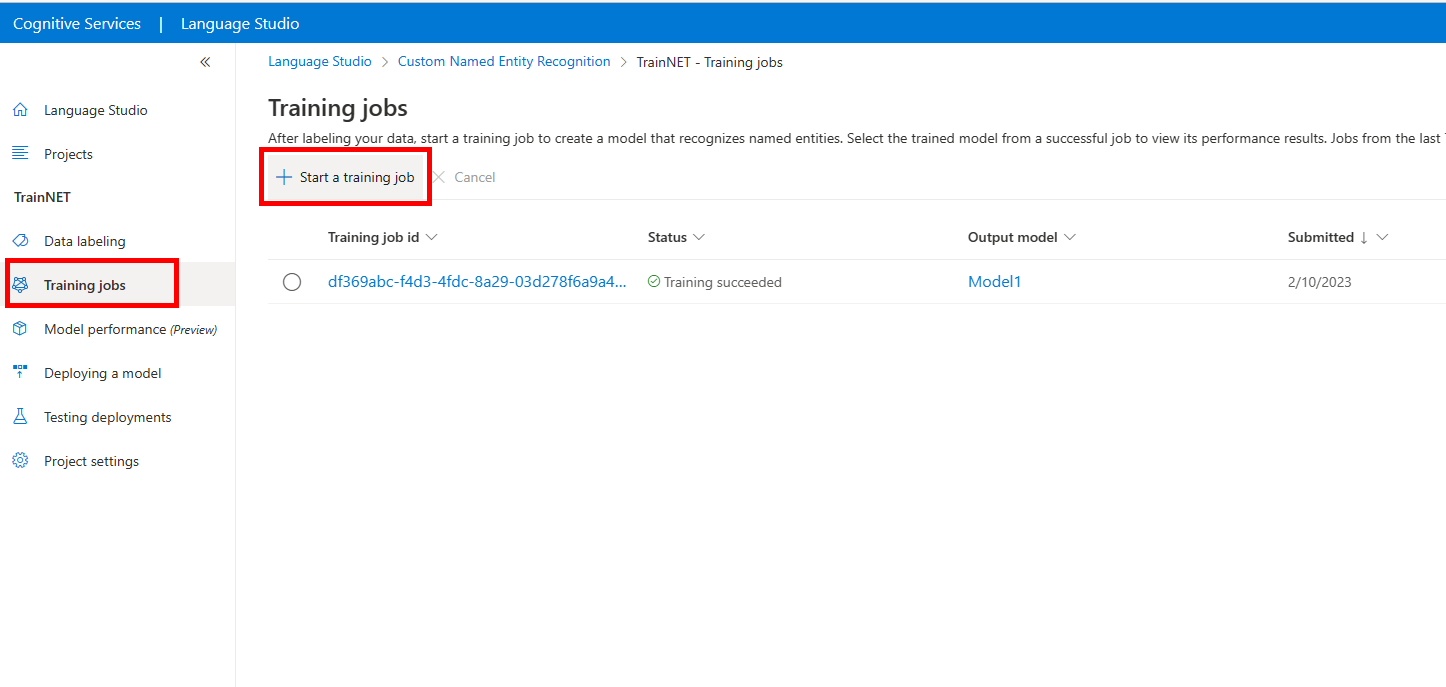 Cognitive Services | Language Studio
Language Studio > Custom Named Entity Recognition > TrainNET - Training jobs
Language Studio
Projects
TrainNET
Data labeling
Training jobs
Model performance (Preview)
Deploying a model
Testing deployments
Project settings
Training jobs
After labeling your data, start a training job to create a model that recognizes named entities. Select the trained model from a successful job to view its performance results. Jobs from the last
Start a training job Cancel
Training job id Status Output model Submitted
df369abc-f4d3-4fdc-8a29-03d278f6a9a4... Training succeeded Model1 2/10/2023